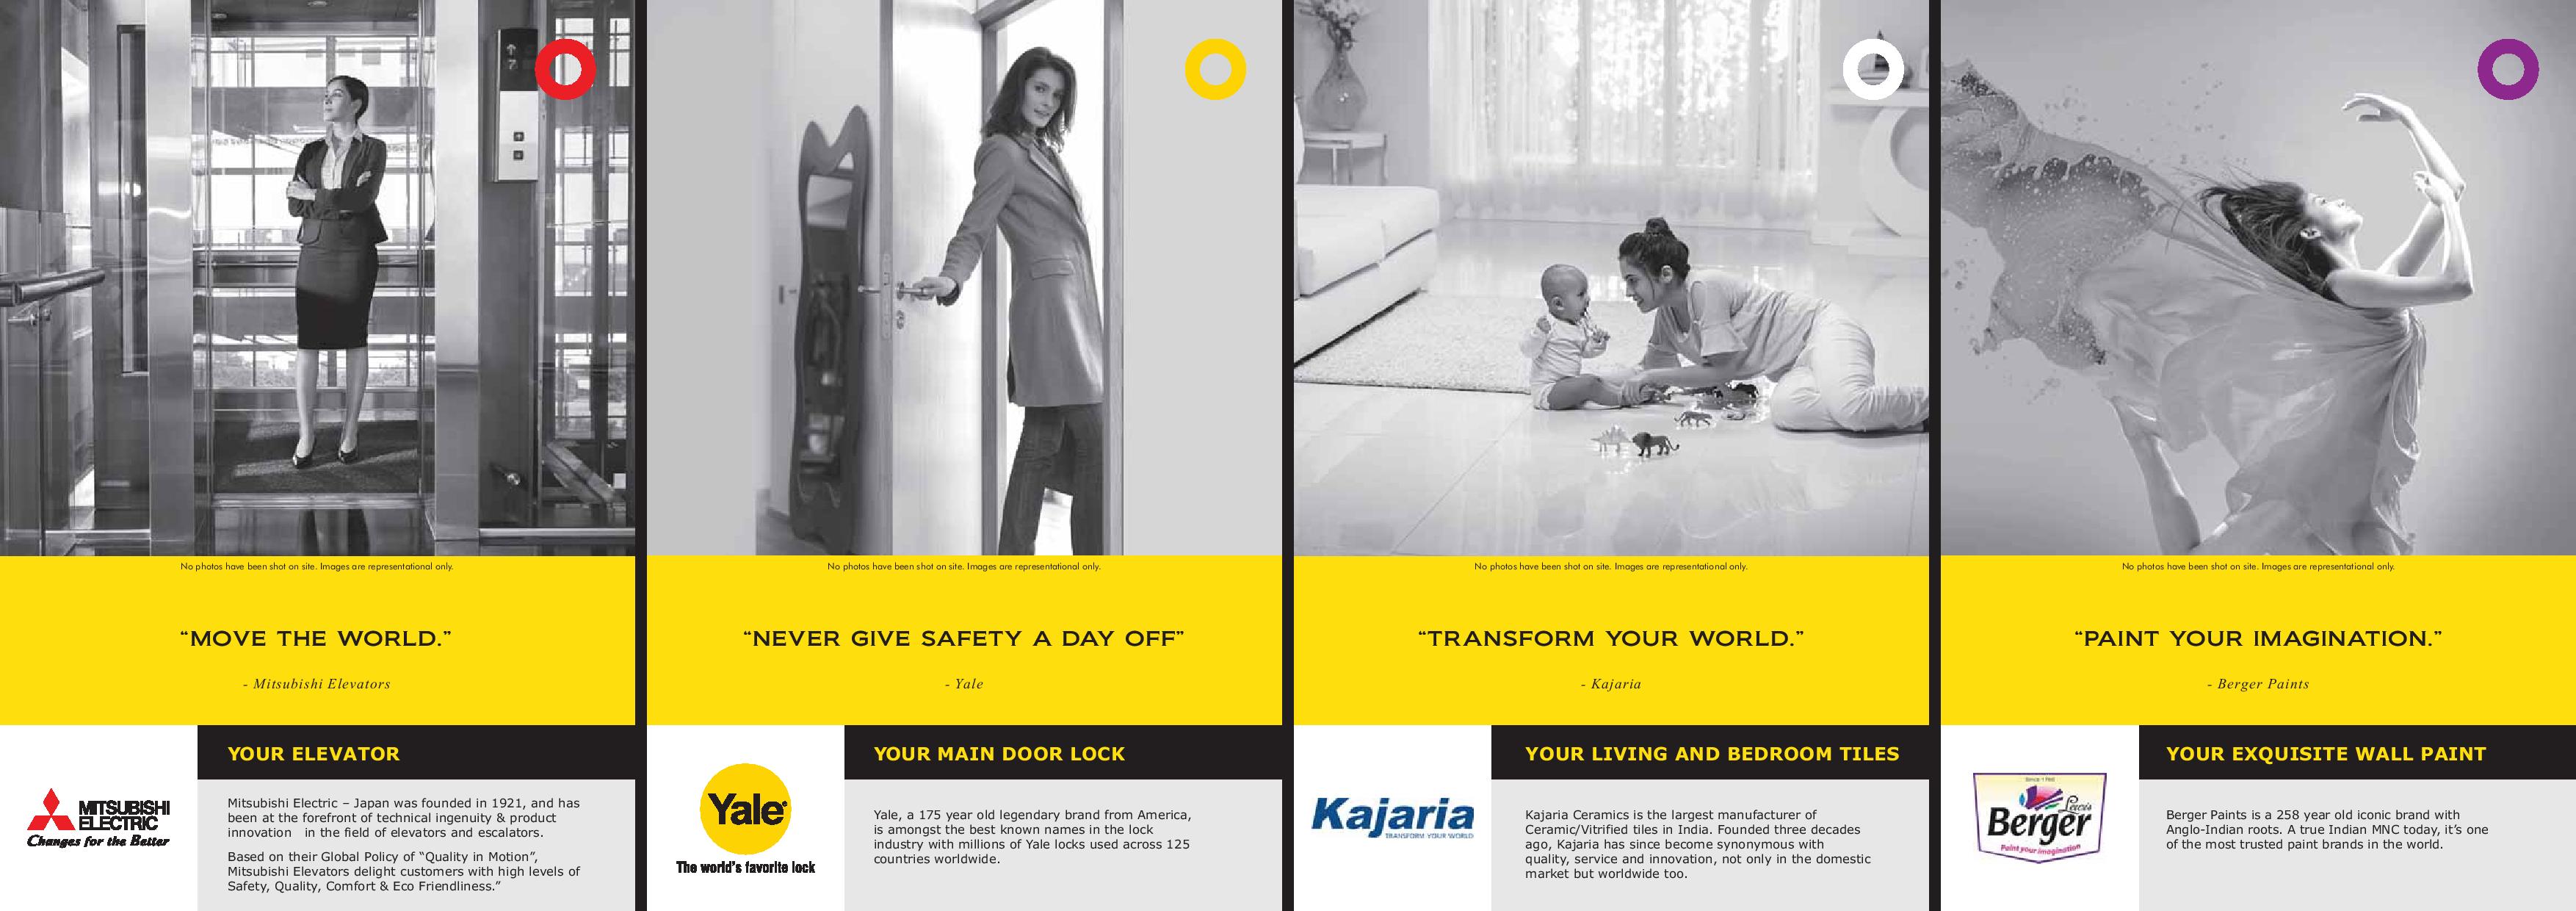 No photos have been shot on site. Images are representational only.
“MOVE THE WORLD.”
- Mitsubishi Elevators
MITSUBISHI
ELECTRIC
Changes for the Better
YOUR ELEVATOR
Mitsubishi Electric – Japan was founded in 1921, and has
been at the forefront of technical ingenuity & product
innovation in the field of elevators and escalators.
Based on their Global Policy of “Quality in Motion”,
Mitsubishi Elevators delight customers with high levels of
Safety, Quality, Comfort & Eco Friendliness.”
No photos have been shot on site. Images are representational only.
“NEVER GIVE SAFETY A DAY OFF”
- Yale
Yale
The world's favorite lock
YOUR MAIN DOOR LOCK
Yale, a 175 year old legendary brand from America,
is amongst the best known names in the lock
industry with millions of Yale locks used across 125
countries worldwide.
No photos have been shot on site. Images are representational only.
“TRANSFORM YOUR WORLD.”
- Kajaria
Kajaria
TRANSFORM YOUR WORLD
YOUR LIVING AND BEDROOM TILES
Kajaria Ceramics is the largest manufacturer of
Ceramic/Vitrified tiles in India. Founded three decades
ago, Kajaria has since become synonymous with
quality, service and innovation, not only in the domestic
market but worldwide too.
No photos have been shot on site. Images are representational only.
“PAINT YOUR IMAGINATION.”
- Berger Paints
Since 1760
Lewis
Berger
Paint your imagination
YOUR EXQUISITE WALL PAINT
Berger Paints is a 258 year old iconic brand with
Anglo-Indian roots. A true Indian MNC today, it’s one
of the most trusted paint brands in the world.